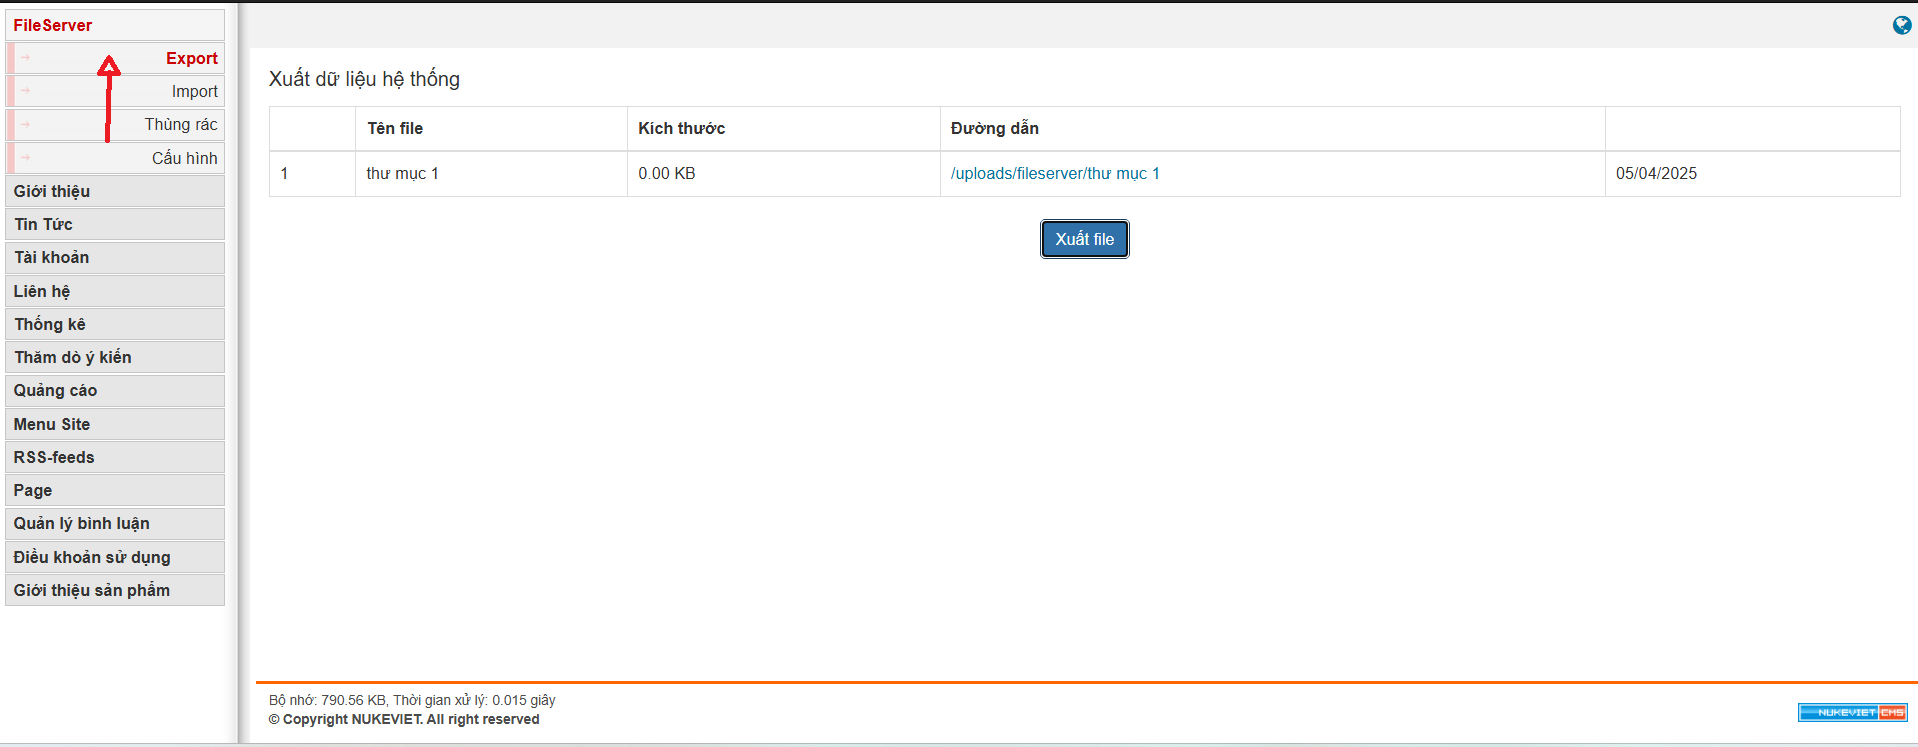 FileServer
Export
Import
Thùng rác
Cấu hình
Giới thiệu
Tin Tức
Tài khoản
Liên hệ
Thống kê
Thăm dò ý kiến
Quảng cáo
Menu Site
RSS-feeds
Page
Quản lý bình luận
Điều khoản sử dụng
Giới thiệu sản phẩm
Xuất dữ liệu hệ thống
Tên file Kích thước Đường dẫn
1 thư mục 1 0.00 KB /uploads/fileserver/thư mục 1 05/04/2025
Xuất file
Bộ nhớ: 790.56 KB, Thời gian xử lý: 0.015 giây
© Copyright NUKEVIET. All right reserved
NUKEVIET CMS